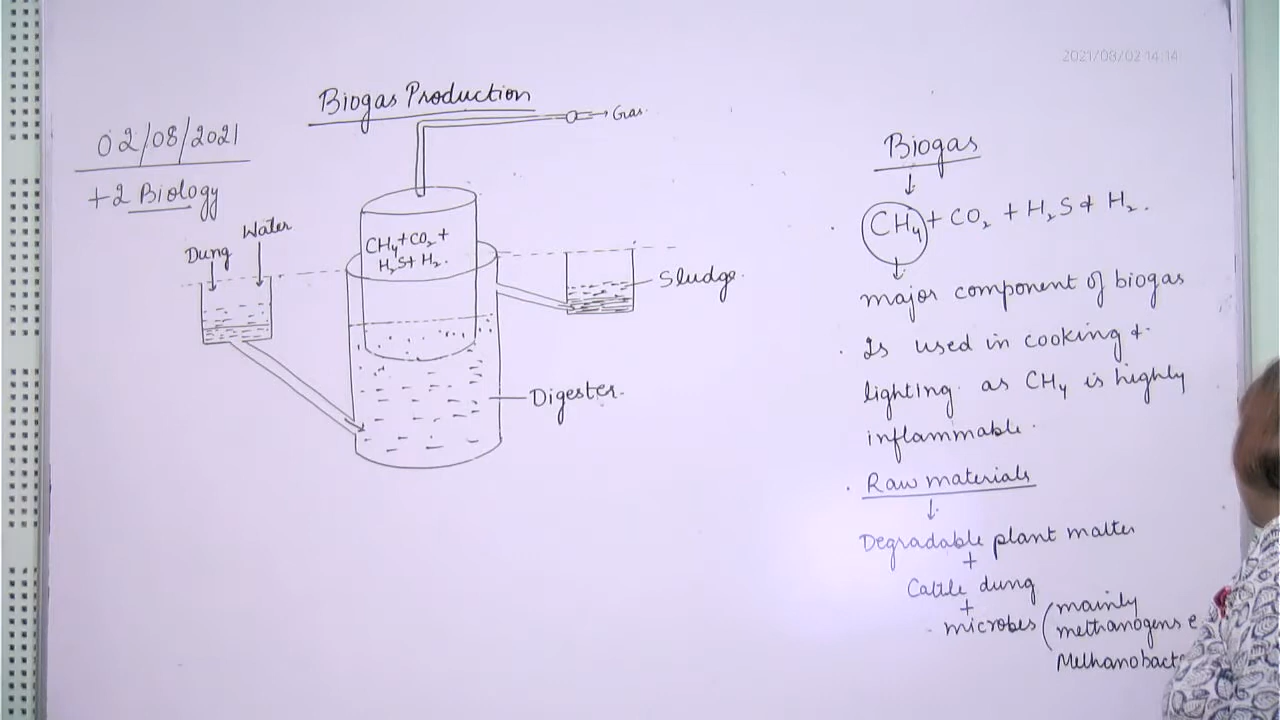 2021/08/02 14:14
Biogas Production
02/08/2021
+2 Biology
Gas
Dung
Water
CH₄+CO₂+
H₂S+H₂.
Sludge.
Digester.
Biogas
↓
CH₄ + CO₂ + H₂S & H₂.
↓
major component of biogas
. Is used in cooking &
lighting as CH₄ is highly
inflammable.
. Raw materials
↓
Degradable plant matter
+
Cattle dung
+
microbes (mainly
methanogens